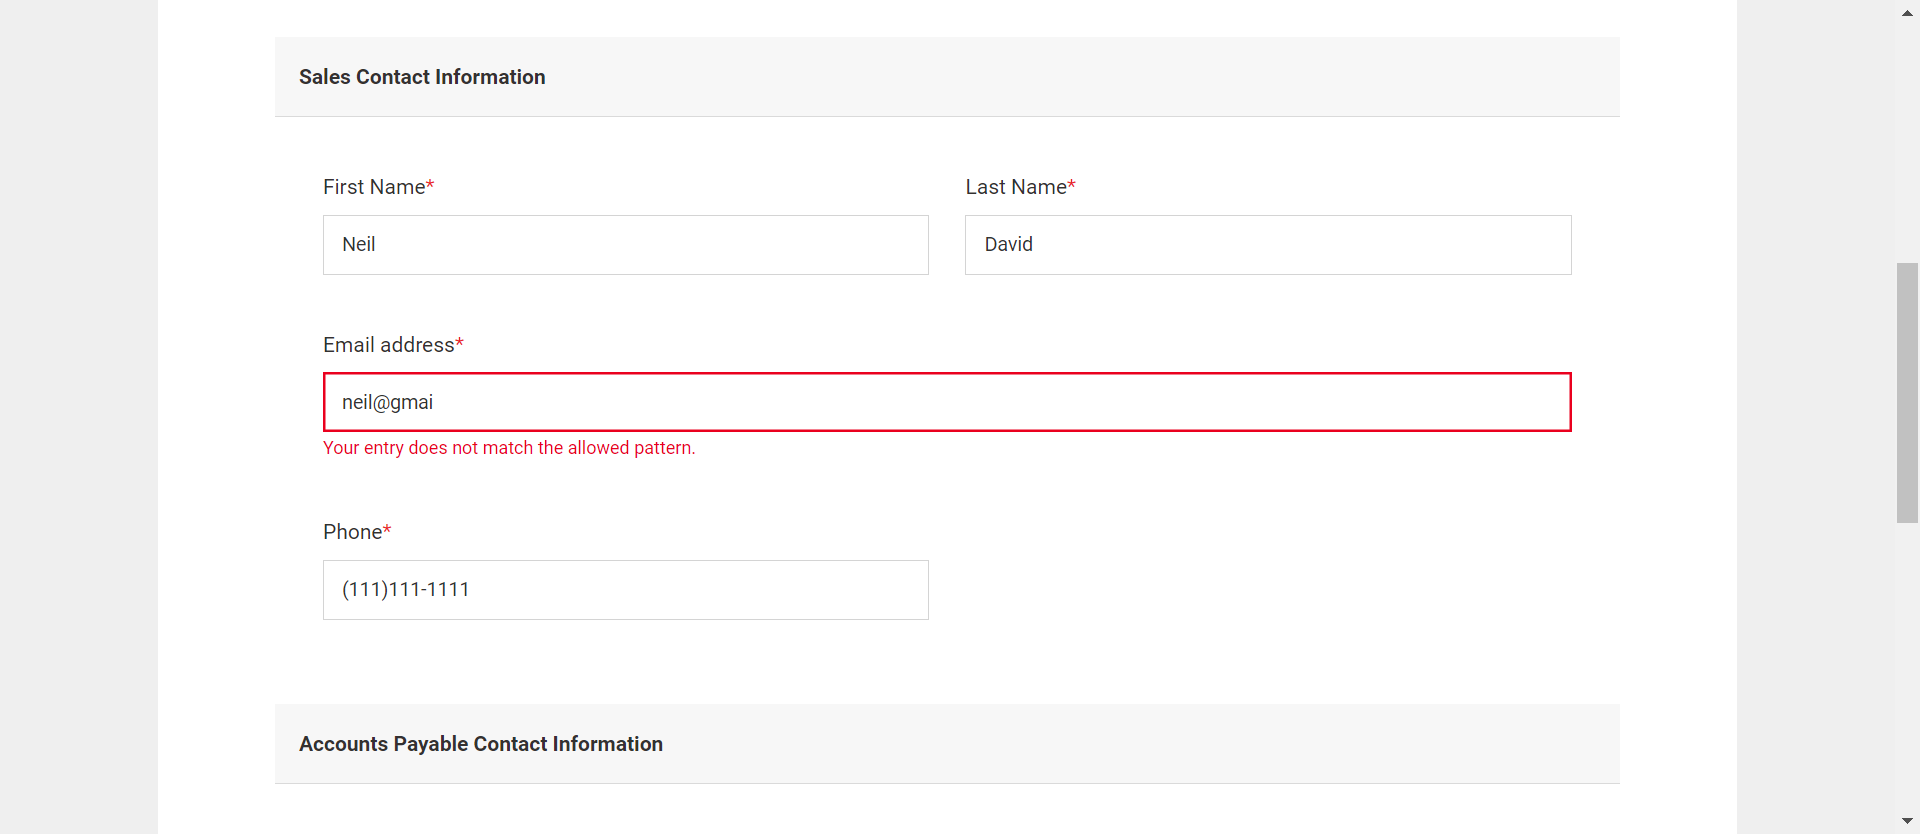 Sales Contact Information
First Name* Last Name*
Neil David
Email address*
neil@gmai
Your entry does not match the allowed pattern.
Phone*
(111)111-1111
Accounts Payable Contact Information